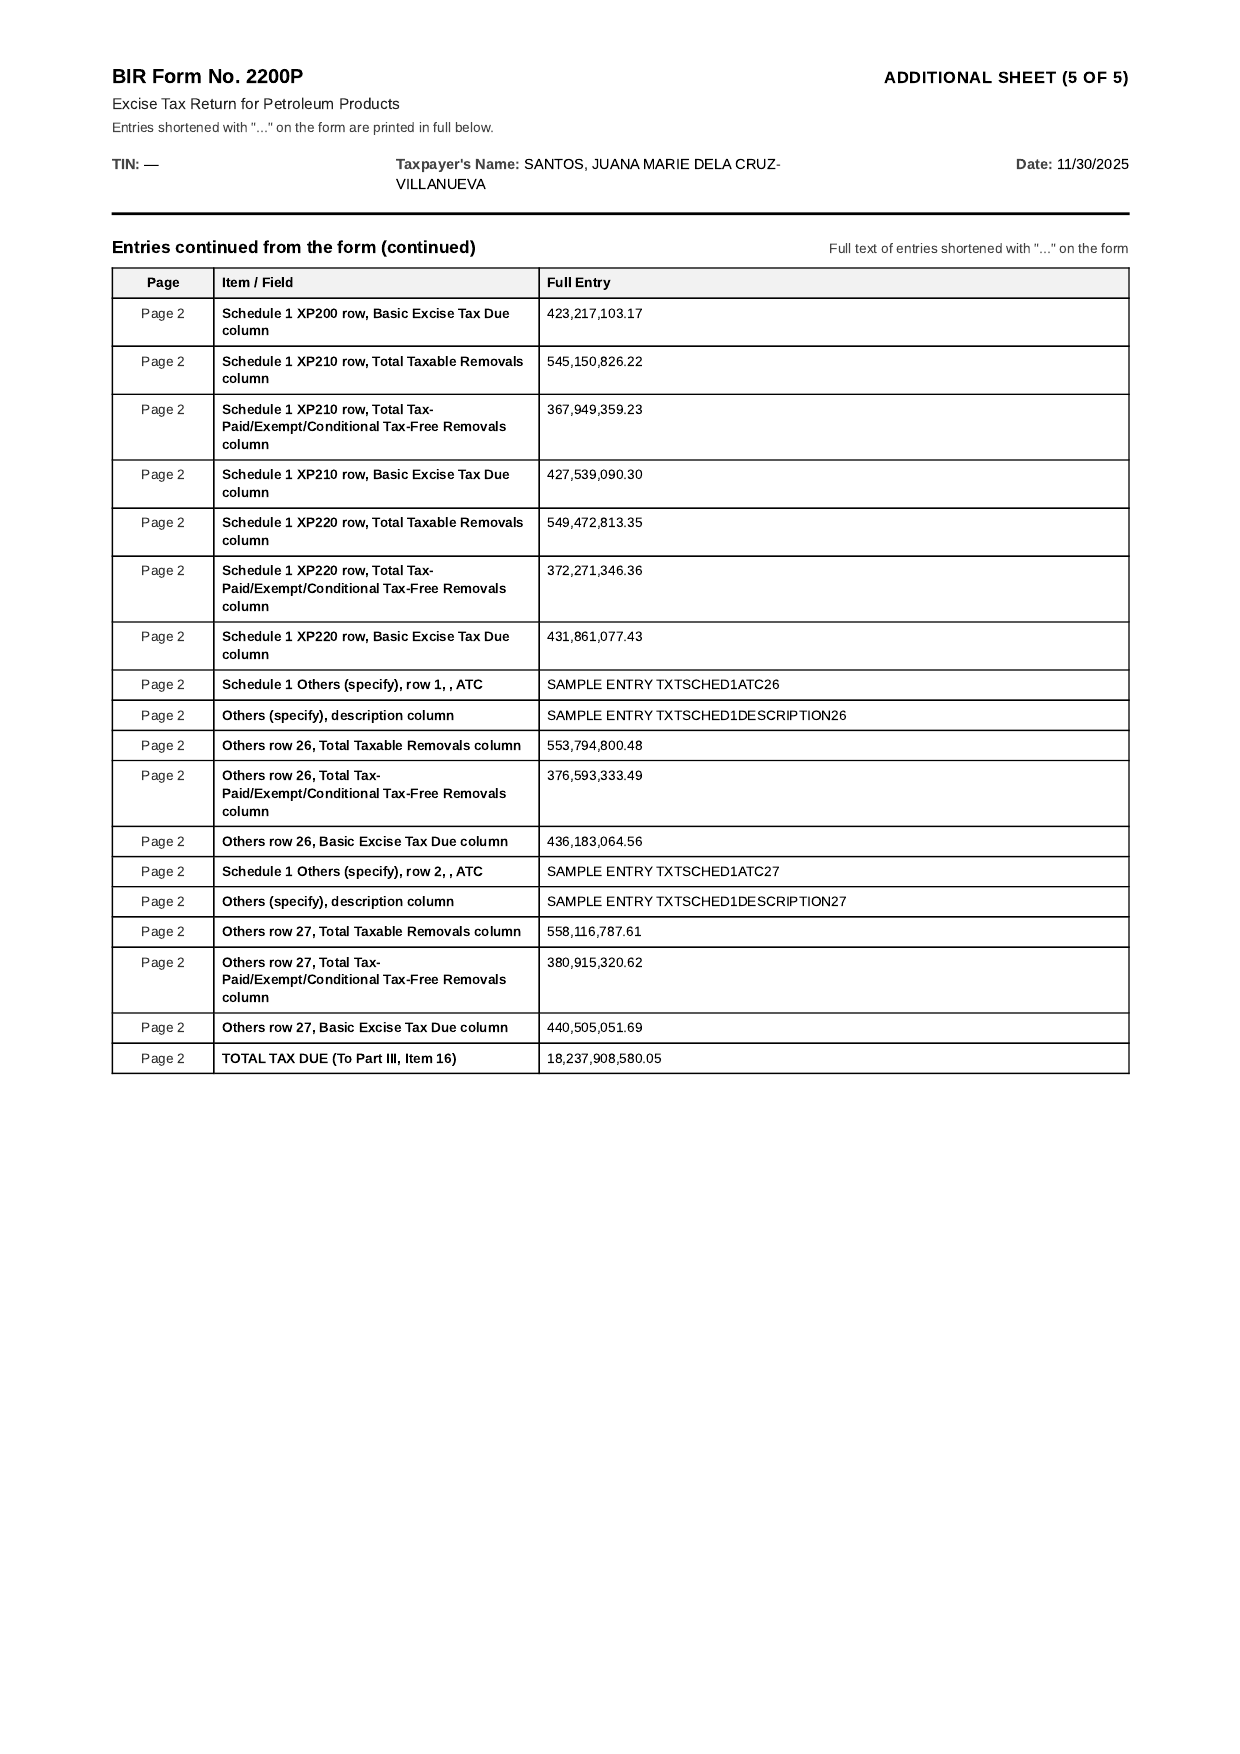 BIR Form No. 2200P
ADDITIONAL SHEET (5 OF 5)
Excise Tax Return for Petroleum Products
Entries shortened with "..." on the form are printed in full below.
TIN: —
Taxpayer's Name: SANTOS, JUANA MARIE DELA CRUZ-
VILLANUEVA
Date: 11/30/2025
Entries continued from the form (continued)
Full text of entries shortened with "..." on the form
Page Item / Field Full Entry
Page 2 Schedule 1 XP200 row, Basic Excise Tax Due 423,217,103.17
column
Page 2 Schedule 1 XP210 row, Total Taxable Removals 545,150,826.22
column
Page 2 Schedule 1 XP210 row, Total Tax- 367,949,359.23
Paid/Exempt/Conditional Tax-Free Removals
column
Page 2 Schedule 1 XP210 row, Basic Excise Tax Due 427,539,090.30
column
Page 2 Schedule 1 XP220 row, Total Taxable Removals 549,472,813.35
column
Page 2 Schedule 1 XP220 row, Total Tax- 372,271,346.36
Paid/Exempt/Conditional Tax-Free Removals
column
Page 2 Schedule 1 XP220 row, Basic Excise Tax Due 431,861,077.43
column
Page 2 Schedule 1 Others (specify), row 1, , ATC SAMPLE ENTRY TXTSCHED1ATC26
Page 2 Others (specify), description column SAMPLE ENTRY TXTSCHED1DESCRIPTION26
Page 2 Others row 26, Total Taxable Removals column 553,794,800.48
Page 2 Others row 26, Total Tax- 376,593,333.49
Paid/Exempt/Conditional Tax-Free Removals
column
Page 2 Others row 26, Basic Excise Tax Due column 436,183,064.56
Page 2 Schedule 1 Others (specify), row 2, , ATC SAMPLE ENTRY TXTSCHED1ATC27
Page 2 Others (specify), description column SAMPLE ENTRY TXTSCHED1DESCRIPTION27
Page 2 Others row 27, Total Taxable Removals column 558,116,787.61
Page 2 Others row 27, Total Tax- 380,915,320.62
Paid/Exempt/Conditional Tax-Free Removals
column
Page 2 Others row 27, Basic Excise Tax Due column 440,505,051.69
Page 2 TOTAL TAX DUE (To Part III, Item 16) 18,237,908,580.05